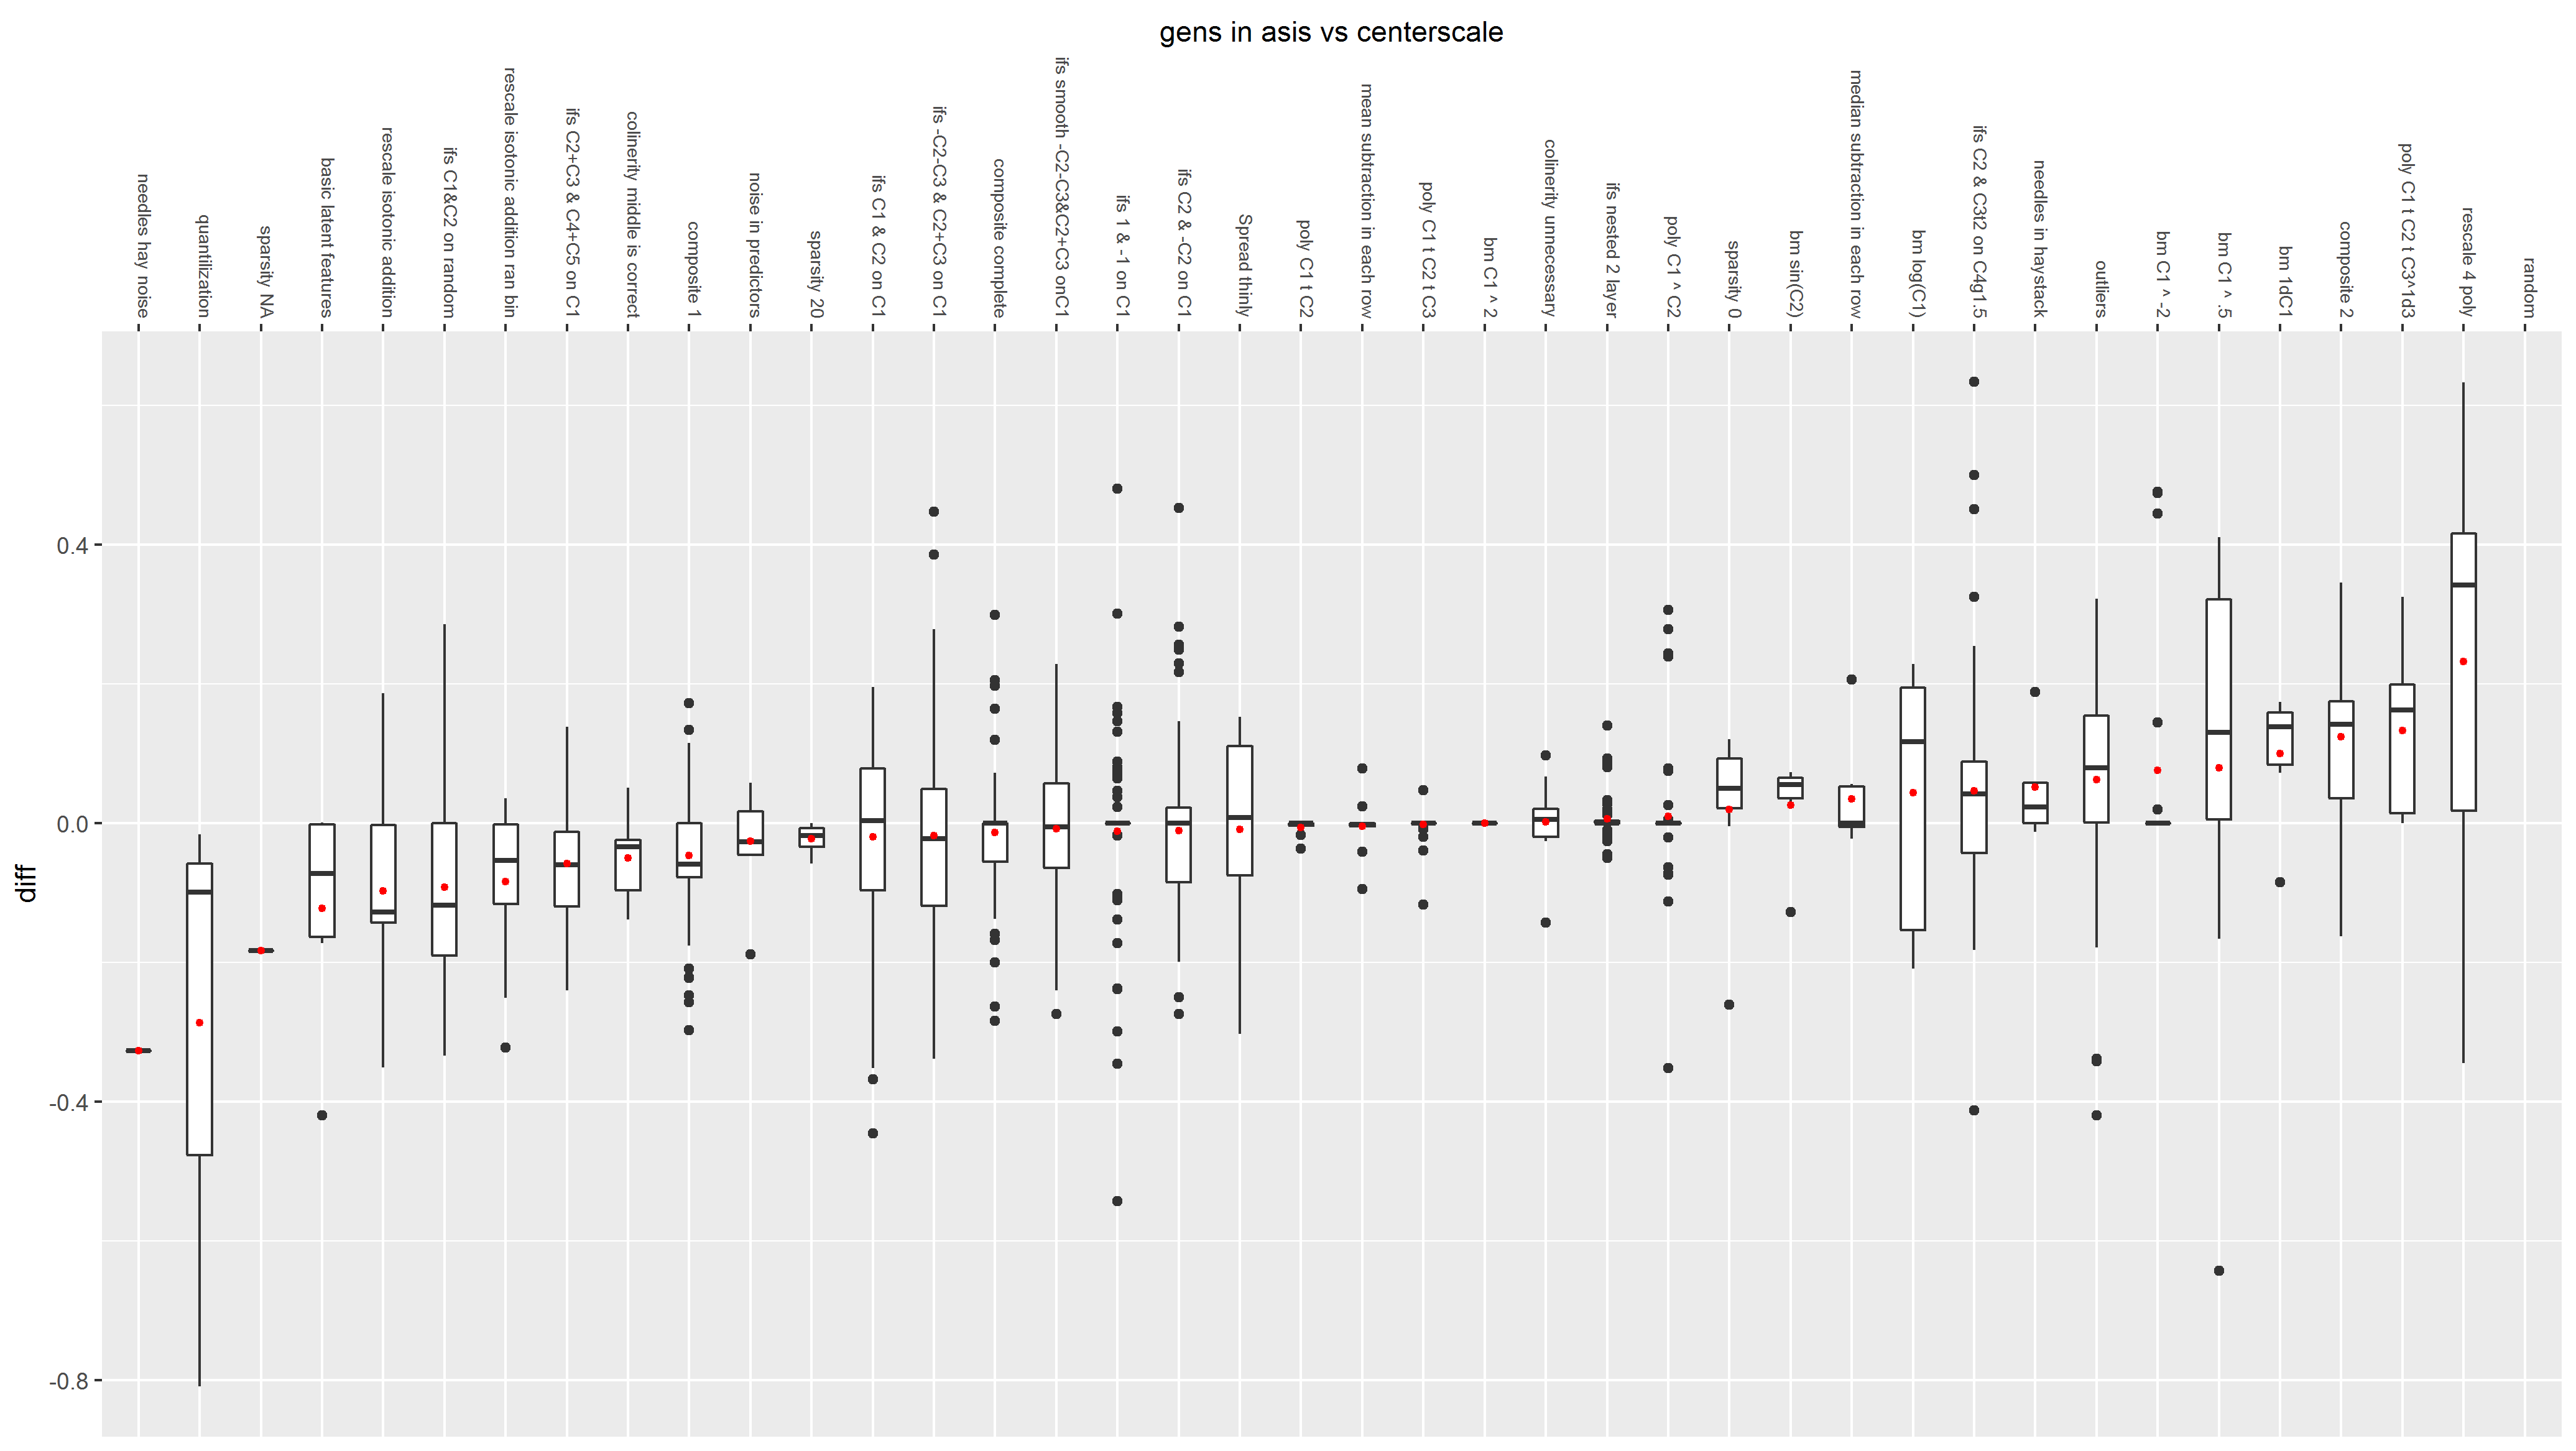 gens in asis vs centerscale
needles hay noise
quantilization
sparsity NA
basic latent features
rescale isotonic addition
ifs C1&C2 on random
rescale isotonic addition ran bin
ifs C2+C3 & C4+C5 on C1
colinerity middle is correct
composite 1
noise in predictors
sparsity 20
ifs C1 & C2 on C1
ifs -C2-C3 & C2+C3 on C1
composite complete
ifs smooth -C2-C3&C2+C3 onC1
ifs 1 & -1 on C1
ifs C2 & -C2 on C1
Spread thinly
poly C1 t C2
mean subtraction in each row
poly C1 t C2 t C3
bm C1 ^ 2
colinerity unnecessary
ifs nested 2 layer
poly C1 ^ C2
sparsity 0
bm sin(C2)
median subtraction in each row
bm log(C1)
ifs C2 & C3t2 on C4g1.5
needles in haystack
outliers
bm C1 ^ -2
bm C1 ^ .5
bm 1dC1
composite 2
poly C1 t C2 t C3^1d3
rescale 4 poly
random
diff
0.4
0.0
-0.4
-0.8